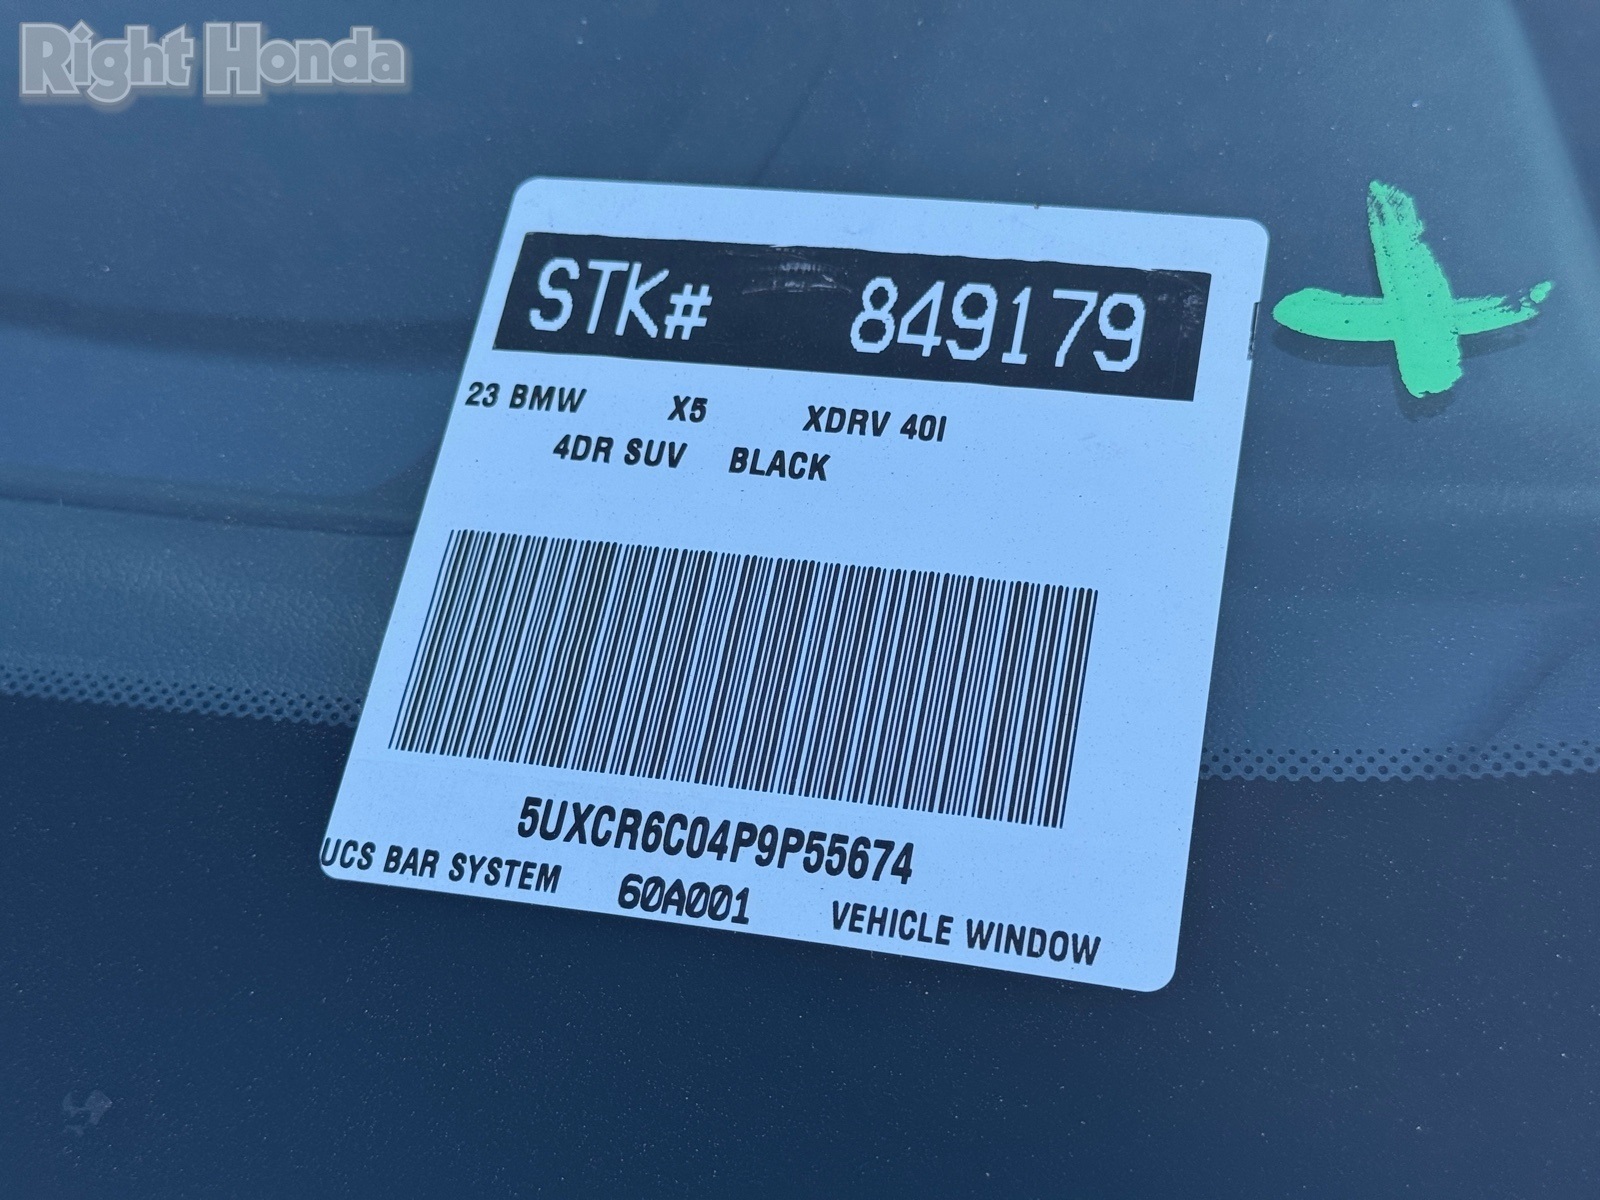 Right Honda
STK# 849179
23 BMW X5 XDRV 40I
4DR SUV BLACK
5UXCR6C04P9P55674
UCS BAR SYSTEM 60A001 VEHICLE WINDOW